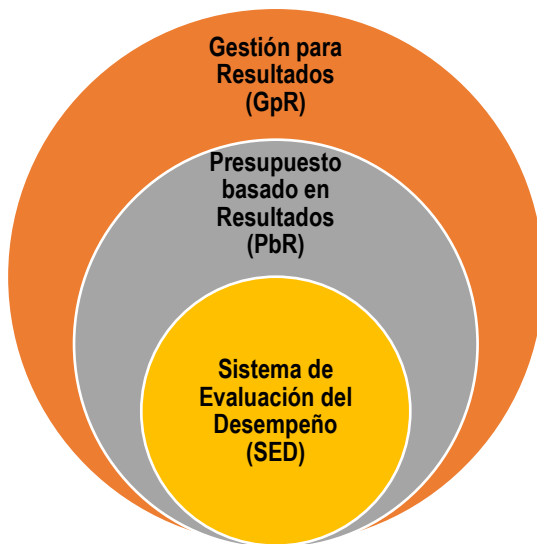 Gestión para
Resultados
(GpR)
Presupuesto
basado en
Resultados
(PbR)
Sistema de
Evaluación del
Desempeño
(SED)